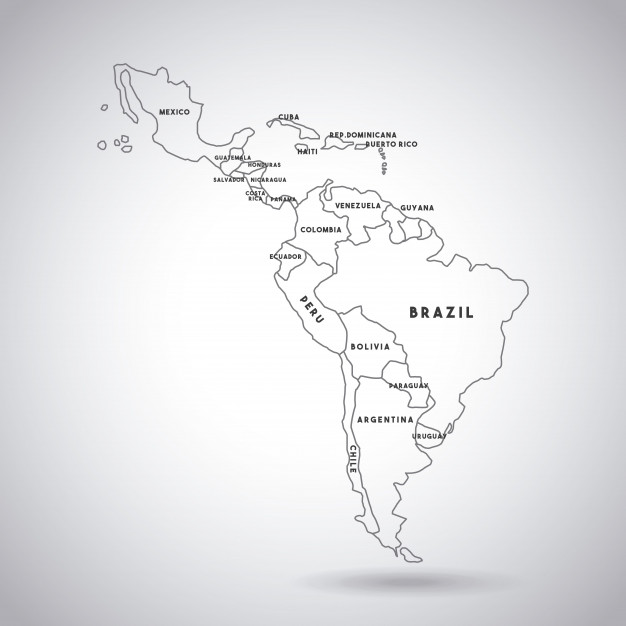 MEXICO
CUBA
REP.DOMINICANA
PUERTO RICO
HAITI
GUATEMALA
HONDURAS
SALVADOR
NICARAGUA
COSTA
RICA
PANAMA
VENEZUELA
GUYANA
COLOMBIA
ECUADOR
PERU
BRAZIL
BOLIVIA
PARAGUAY
ARGENTINA
URUGUAY
CHILE